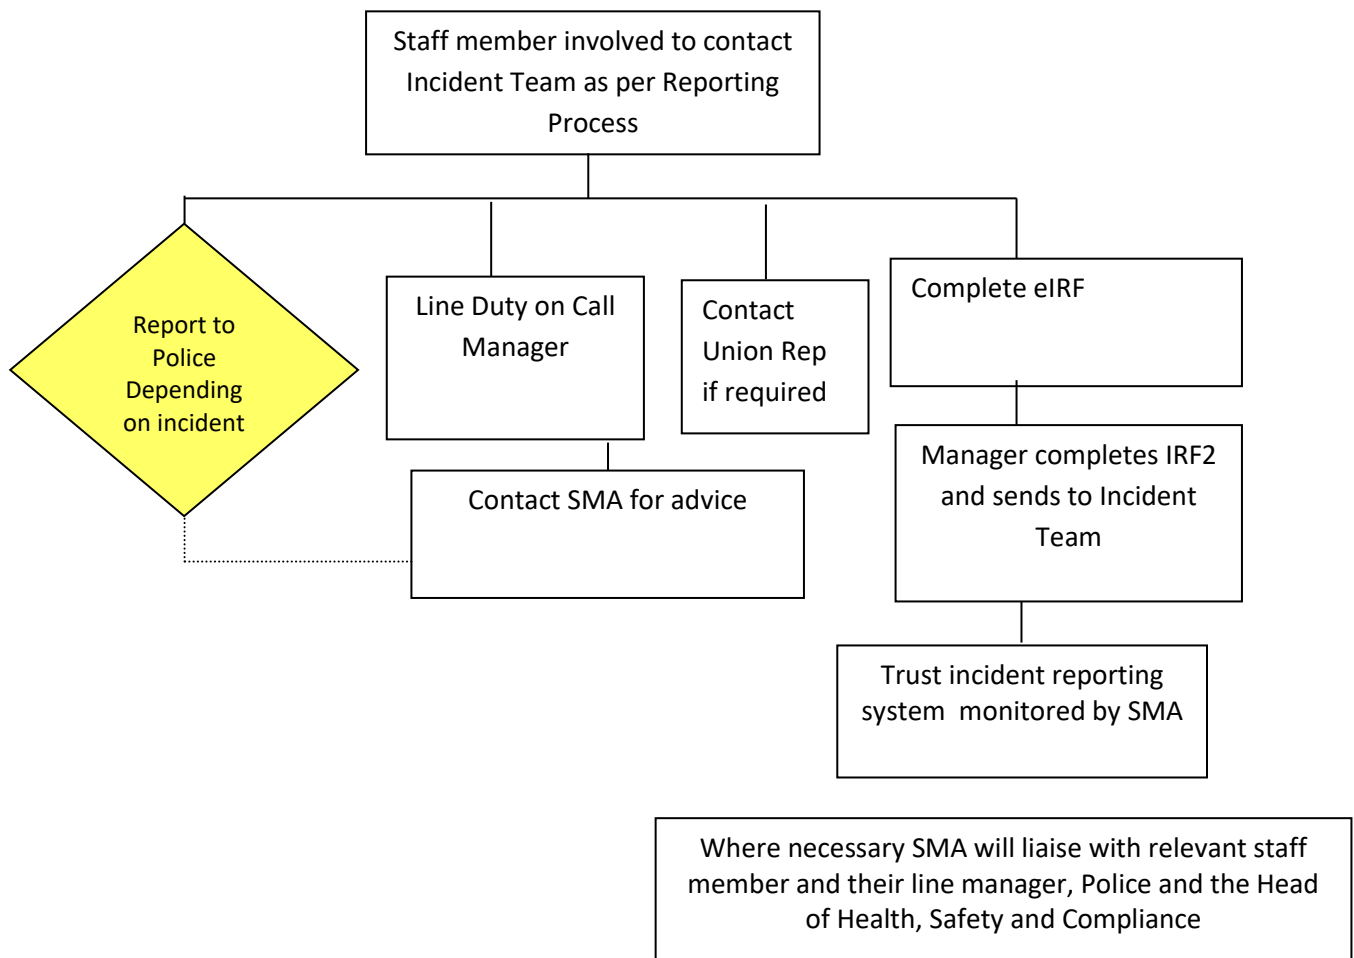 Staff member involved to contact
Incident Team as per Reporting
Process
Report to
Police
Depending
on incident
Line Duty on Call
Manager
Contact
Union Rep
if required
Complete eIRF
Contact SMA for advice
Manager completes IRF2
and sends to Incident
Team
Trust incident reporting
system  monitored by SMA
Where necessary SMA will liaise with relevant staff
member and their line manager, Police and the Head
of Health, Safety and Compliance